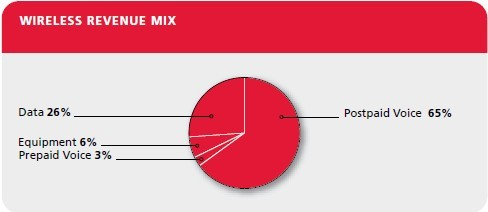 WIRELESS REVENUE MIX
Data 26%
Postpaid Voice 65%
Equipment 6%
Prepaid Voice 3%